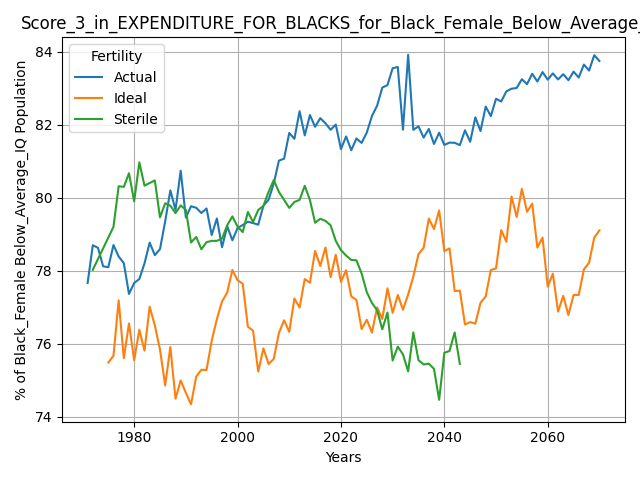 Score_3_in_EXPENDITURE_FOR_BLACKS_for_Black_Female_Below_Average_
Fertility
Actual
Ideal
Sterile
% of Black_Female Below_Average_IQ Population
84
82
80
78
76
74
1980
2000
2020
2040
2060
Years